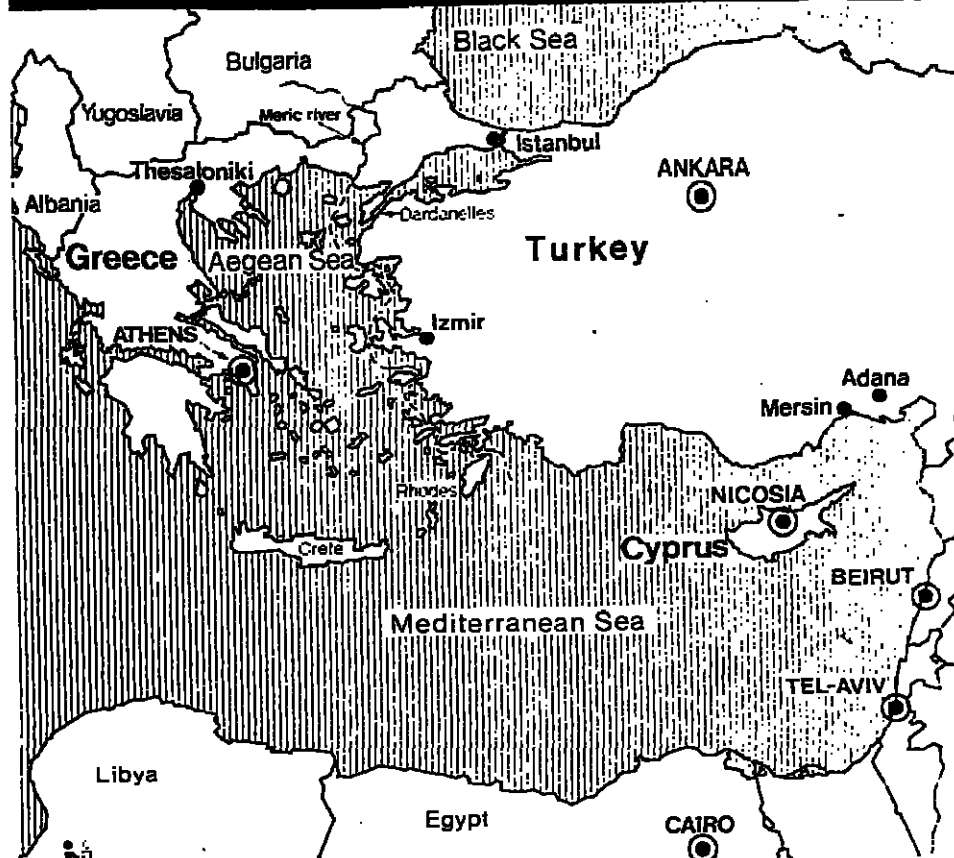 Black Sea
Bulgaria
Yugoslavia
Meric river
Istanbul
Thesaloniki
ANKARA
Albania
Dardanelles
Greece
Aegean Sea
Turkey
ATHENS
Izmir
Adana
Mersin
Rhodes
NICOSIA
Crete
Cyprus
BEIRUT
Mediterranean Sea
TEL-AVIV
Libya
Egypt
CAIRO